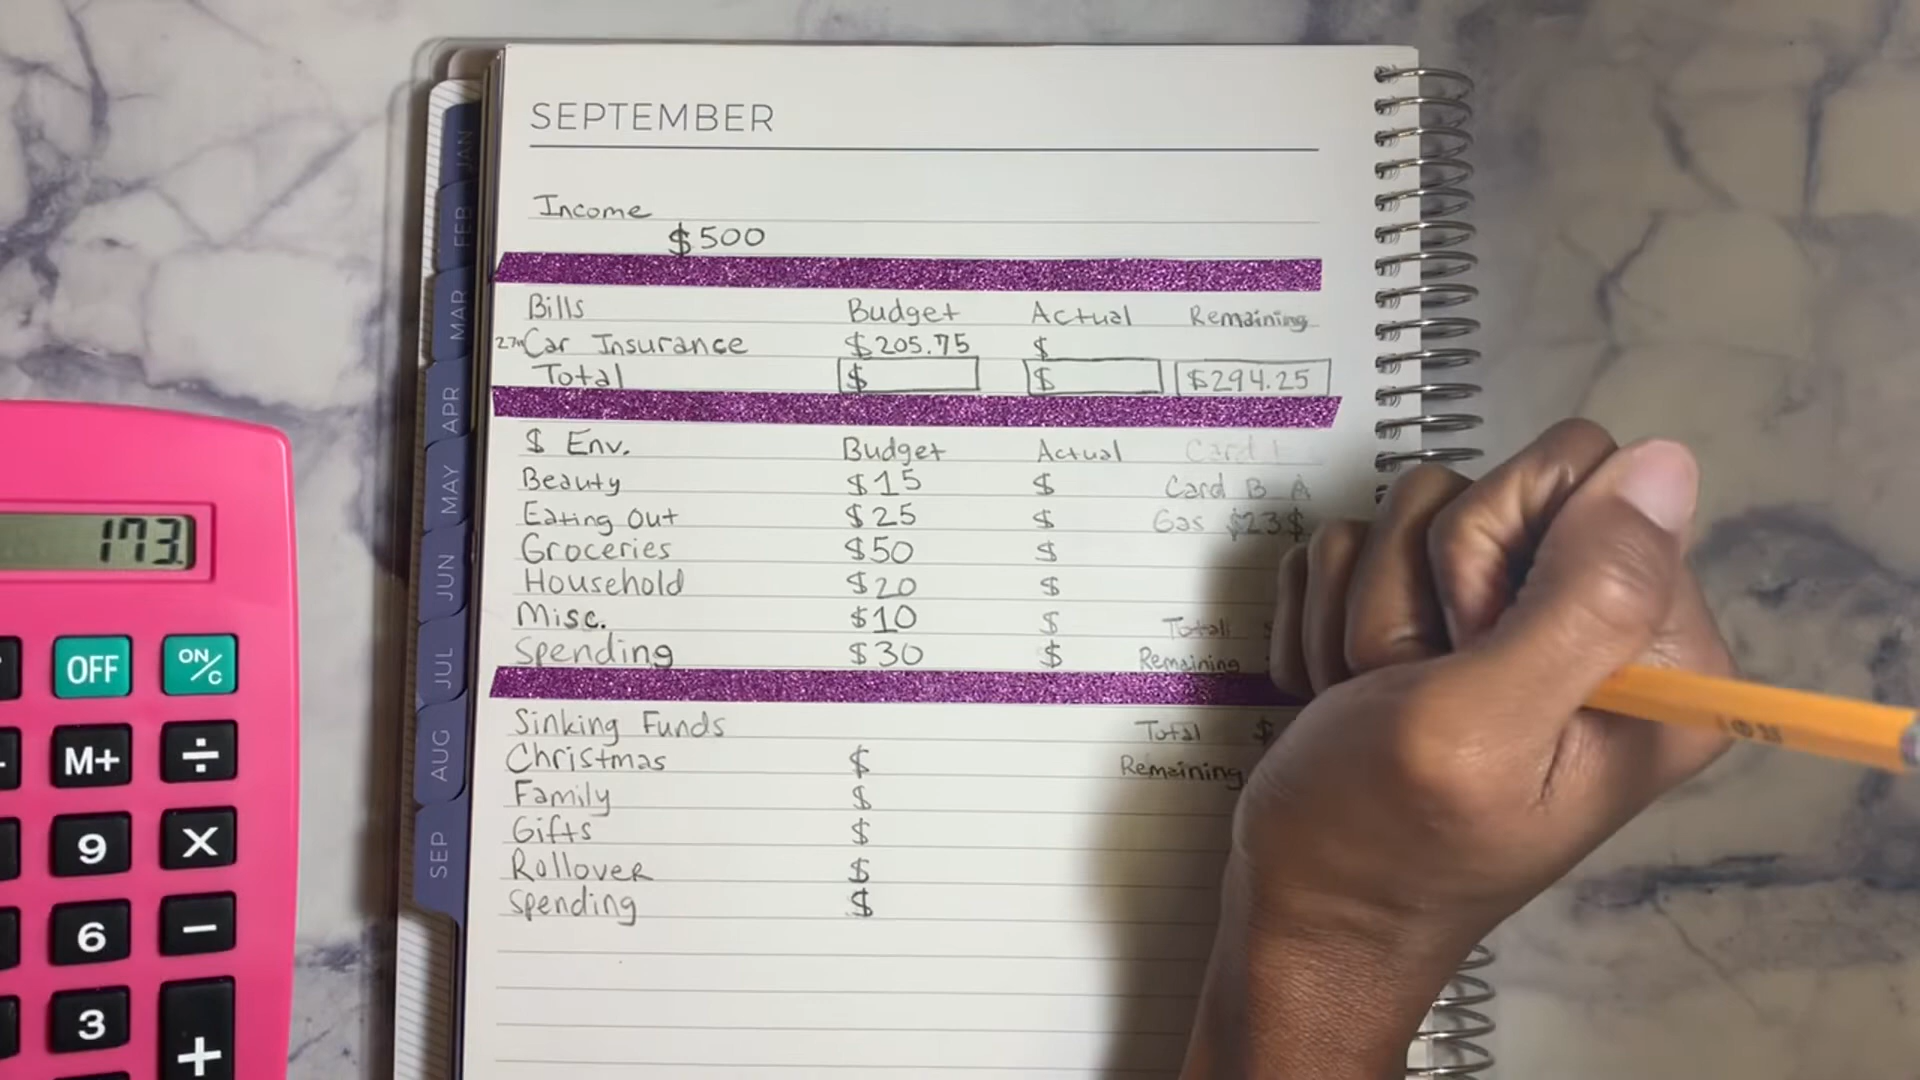 SEPTEMBER
Income
$500
Bills Budget Actual Remaining
27th Car Insurance $205.75 $
Total $ $ $294.25
$ Env. Budget Actual Card
Beauty $15 $ Card B A
Eating Out $25 $ Gas $23 $
Groceries $50 $
Household $20 $
Misc. $10 $ Total
Spending $30 $ Remaining
Sinking Funds Total $
Christmas $ Remaining
Family $
Gifts $
Rollover $
Spending $
JAN
FEB
MAR
APR
MAY
JUN
JUL
AUG
SEP
173.
OFF ON/C
M+ ÷
9 X
6 −
3 +